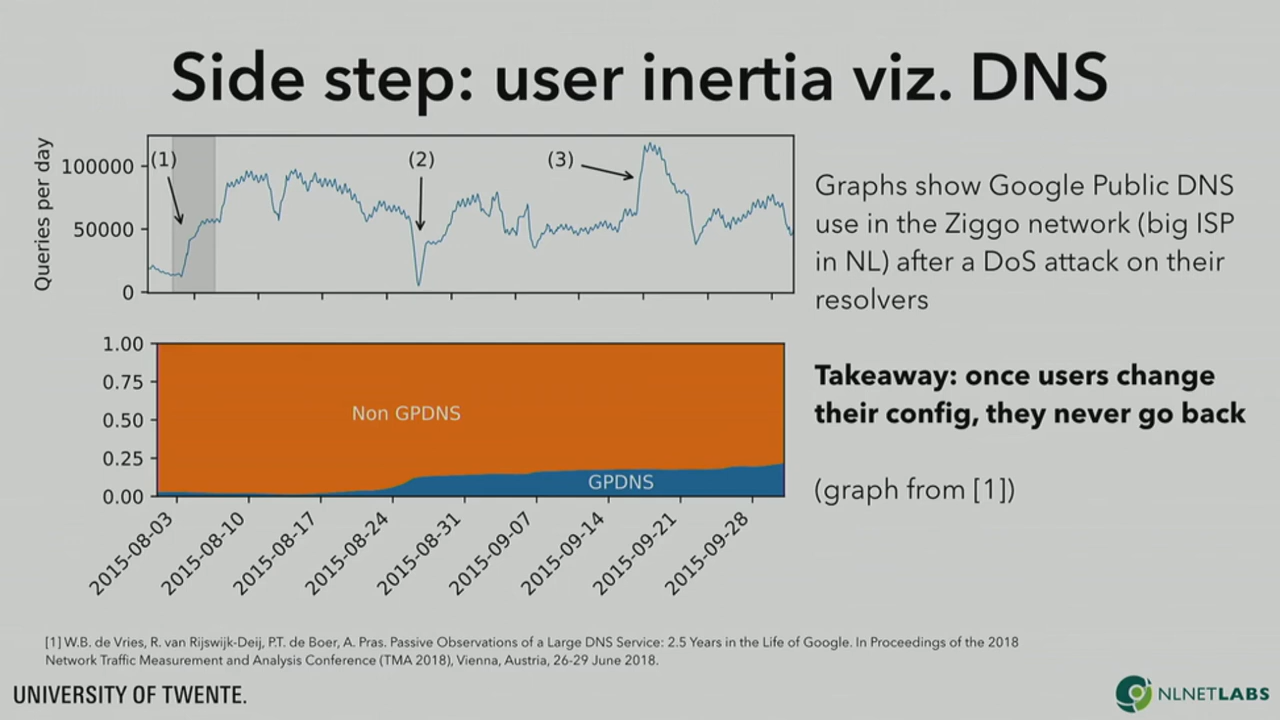 Side step: user inertia viz. DNS
Queries per day
100000
50000
0
(1)
(2)
(3)
Graphs show Google Public DNS
use in the Ziggo network (big ISP
in NL) after a DoS attack on their
resolvers
1.00
0.75
0.50
0.25
0.00
Non GPDNS
GPDNS
2015-08-03
2015-08-10
2015-08-17
2015-08-24
2015-08-31
2015-09-07
2015-09-14
2015-09-21
2015-09-28
Takeaway: once users change
their config, they never go back
(graph from [1])
[1] W.B. de Vries, R. van Rijswijk-Deij, P.T. de Boer, A. Pras. Passive Observations of a Large DNS Service: 2.5 Years in the Life of Google. In Proceedings of the 2018
Network Traffic Measurement and Analysis Conference (TMA 2018), Vienna, Austria, 26-29 June 2018.
UNIVERSITY OF TWENTE.
NLNETLABS